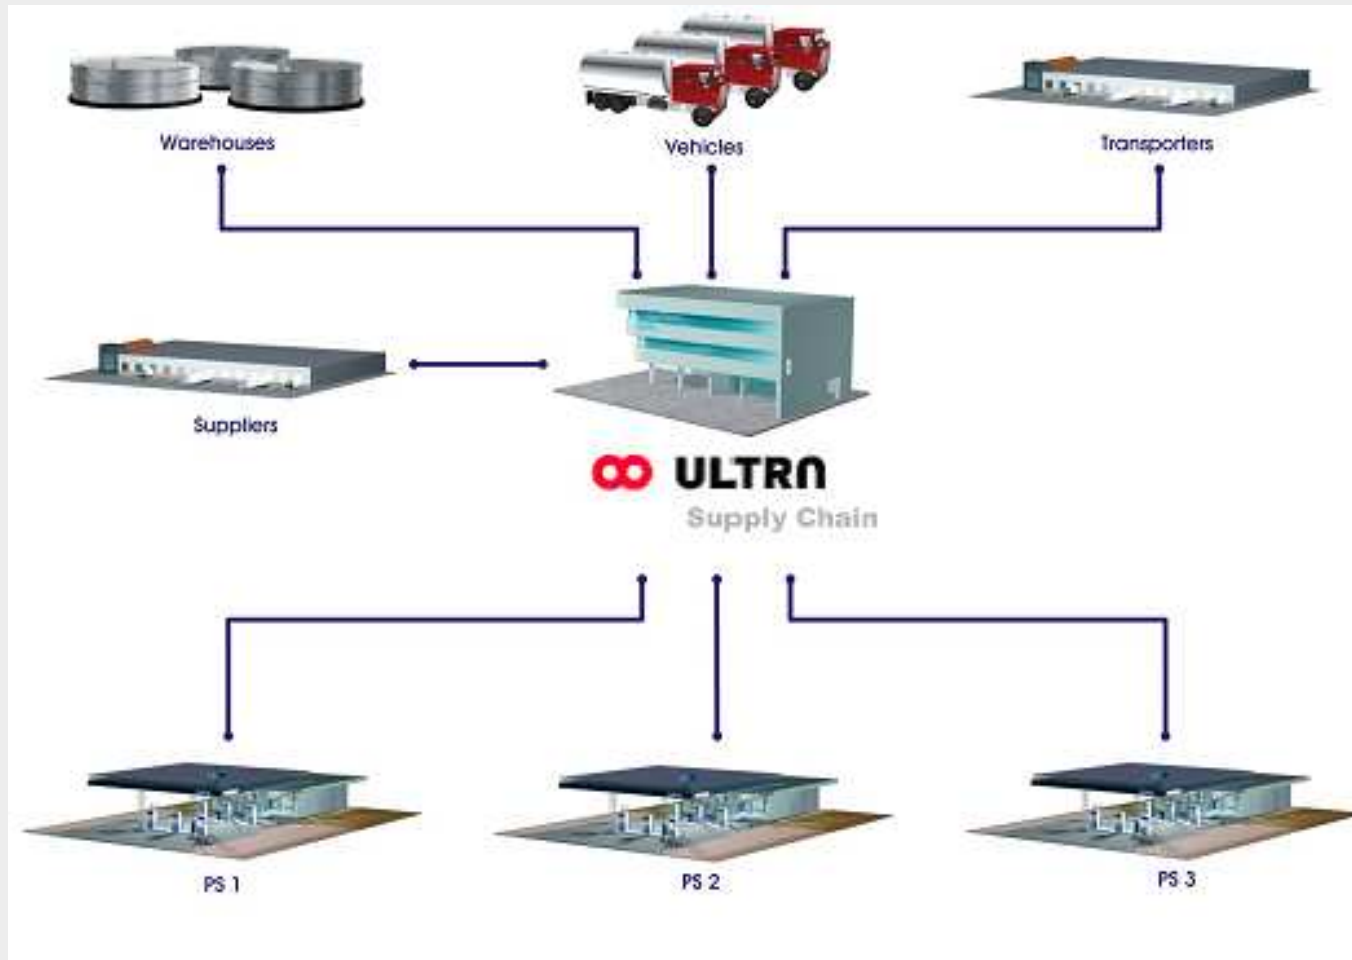 Warehouses
Vehicles
Transporters
Suppliers
ULTRA
Supply Chain
PS 1
PS 2
PS 3